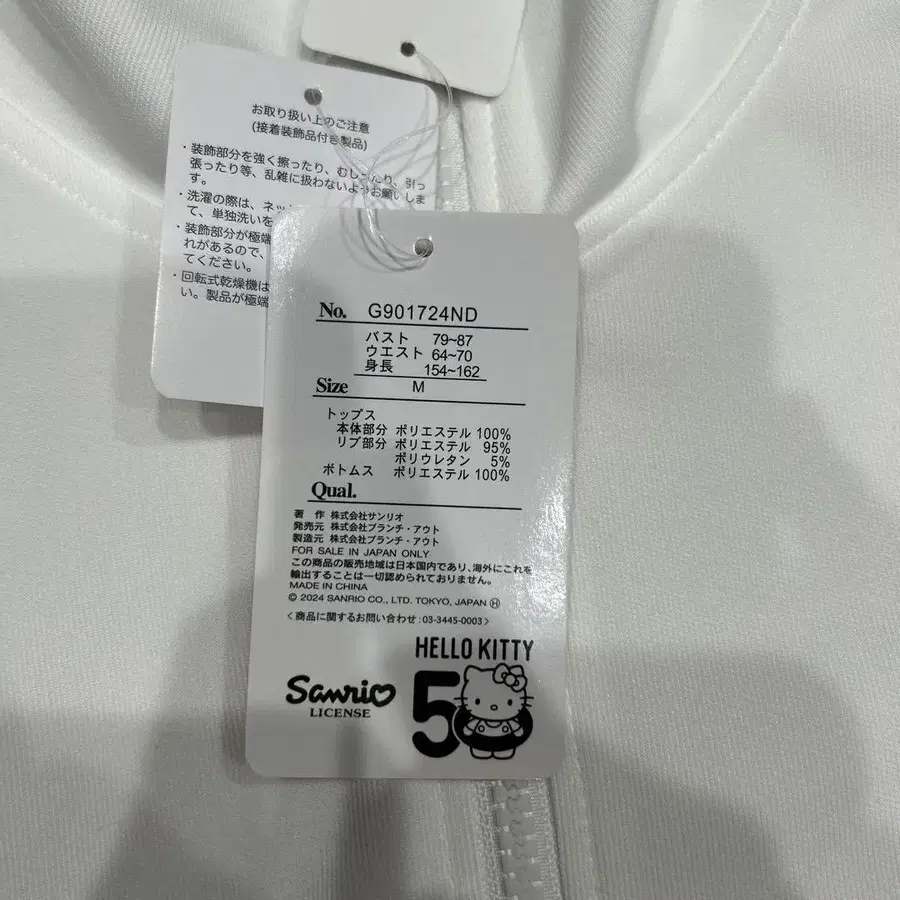 お取り扱い上のご注意
(接着装飾品付き製品)
・装飾部分を強く擦ったり、むしったり、引っ
張ったり等、乱雑に扱わないようお願いしま
す。
・洗濯の際は、ネッ
て、単独洗いを
・装飾部分が極端
れがあるので、
てください。
・回転式乾燥機は
い。製品が極端
No. G901724ND
バスト 79~87
ウエスト 64~70
身長 154~162
Size M
トップス
本体部分 ポリエステル 100%
リブ部分 ポリエステル 95%
ポリウレタン 5%
ボトムス ポリエステル 100%
Qual.
著 作 株式会社サンリオ
発売元 株式会社ブランチ・アウト
製造元 株式会社ブランチ・アウト
FOR SALE IN JAPAN ONLY
この商品の販売地域は日本国内であり、海外にこれを
輸出することは一切認められておりません。
MADE IN CHINA
© 2024 SANRIO CO., LTD. TOKYO, JAPAN Ⓗ
〈商品に関するお問い合わせ：03-3445-0003〉
HELLO KITTY
50
Sanrio
LICENSE